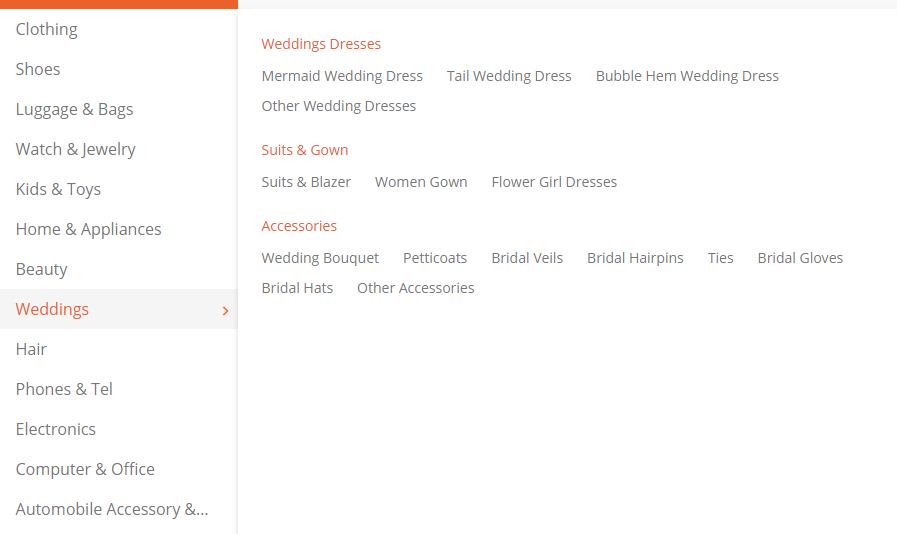 Clothing
Shoes
Luggage & Bags
Watch & Jewelry
Kids & Toys
Home & Appliances
Beauty
Weddings
Hair
Phones & Tel
Electronics
Computer & Office
Automobile Accessory &...
Weddings Dresses
Mermaid Wedding Dress Tail Wedding Dress Bubble Hem Wedding Dress
Other Wedding Dresses
Suits & Gown
Suits & Blazer Women Gown Flower Girl Dresses
Accessories
Wedding Bouquet Petticoats Bridal Veils Bridal Hairpins Ties Bridal Gloves
Bridal Hats Other Accessories